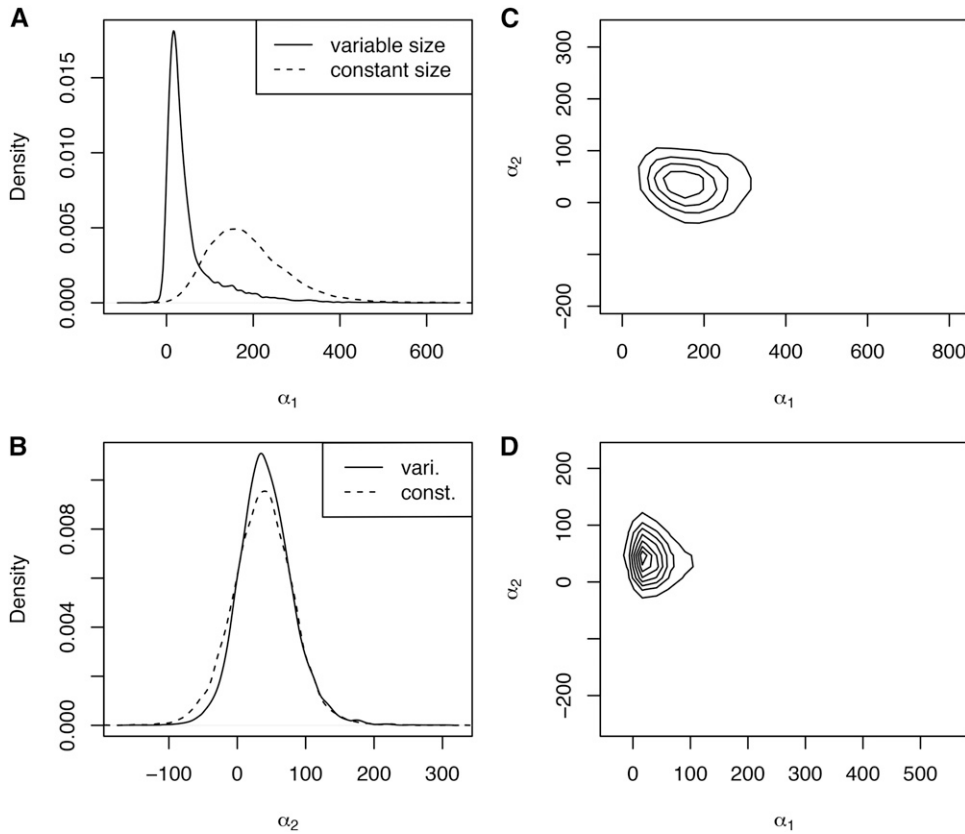 A
variable size
constant size
0.015
0.010
0.005
0.000
Density
0 200 400 600
α1
C
300
100
0
-200
α2
0 200 400 600 800
α1
B
vari.
const.
0.008
0.004
0.000
Density
-100 0 100 200 300
α2
D
200
100
0
-200
α2
0 100 200 300 400 500
α1